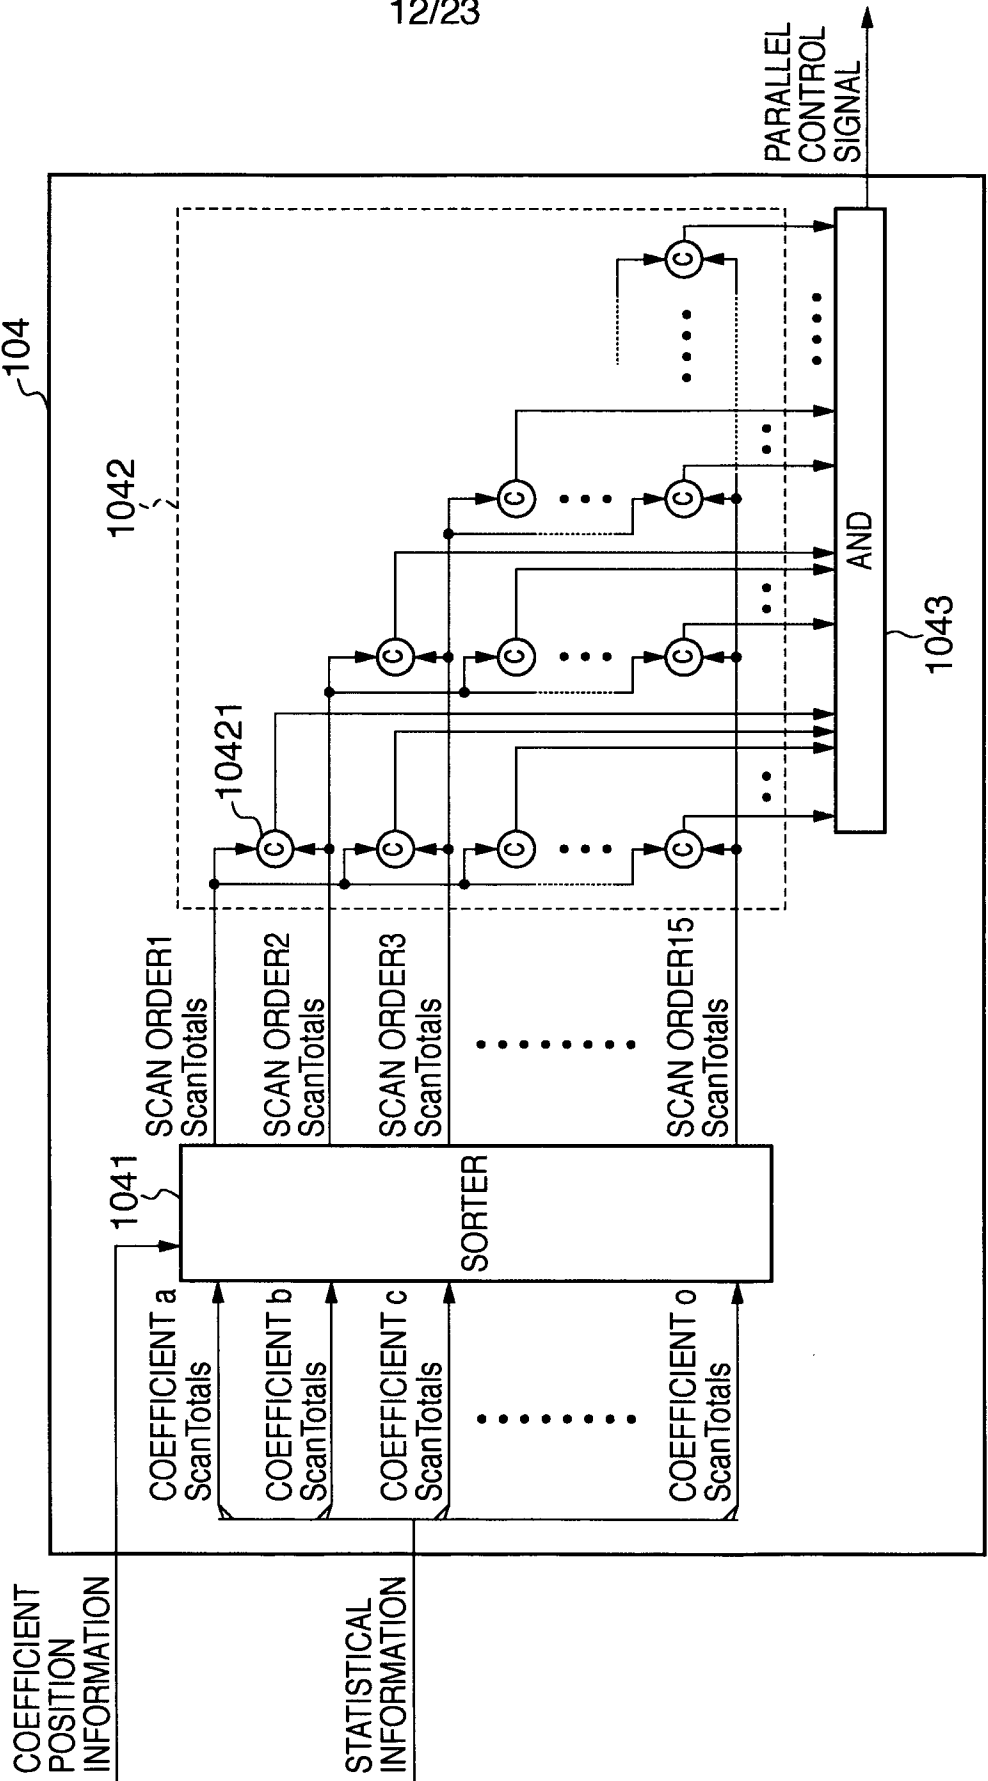 12/23
104
1042
10421
1041
1043
COEFFICIENT
POSITION
INFORMATION
STATISTICAL
INFORMATION
COEFFICIENT a
ScanTotals
COEFFICIENT b
ScanTotals
COEFFICIENT c
ScanTotals
COEFFICIENT o
ScanTotals
SORTER
SCAN ORDER1
ScanTotals
SCAN ORDER2
ScanTotals
SCAN ORDER3
ScanTotals
SCAN ORDER15
ScanTotals
C
C
C
C
C
C
C
C
C
C
AND
PARALLEL
CONTROL
SIGNAL